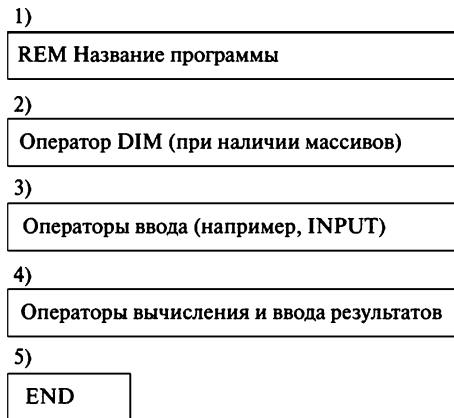 1)
REM Название программы
2)
Оператор DIM (при наличии массивов)
3)
Операторы ввода (например, INPUT)
4)
Операторы вычисления и ввода результатов
5)
END